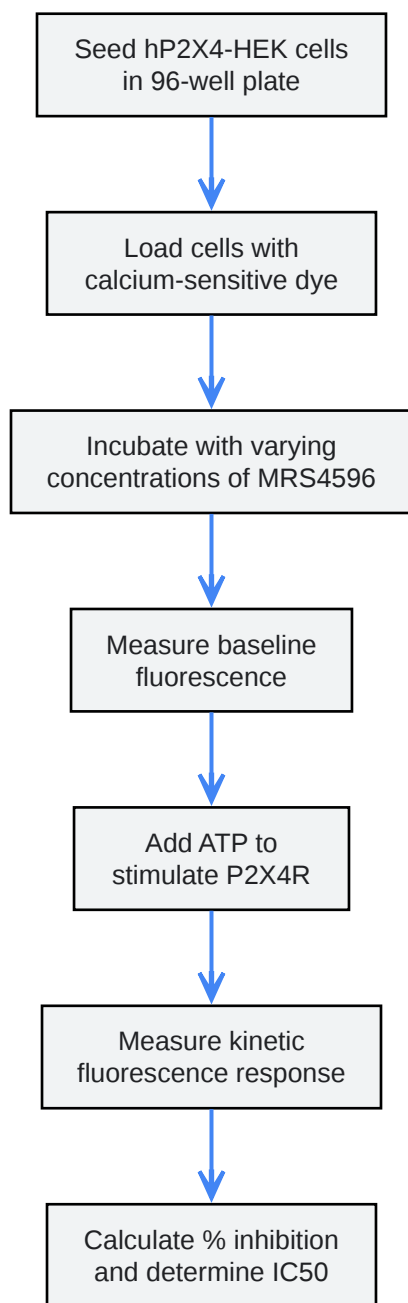 Seed hP2X4-HEK cells
in 96-well plate
Load cells with
calcium-sensitive dye
Incubate with varying
concentrations of MRS4596
Measure baseline
fluorescence
Add ATP to
stimulate P2X4R
Measure kinetic
fluorescence response
Calculate % inhibition
and determine IC50